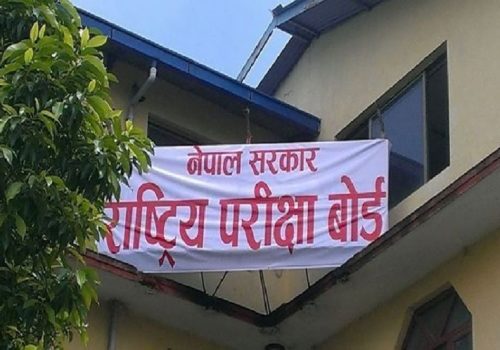 नेपाल सरकार
राष्ट्रिय परीक्षा बोर्ड